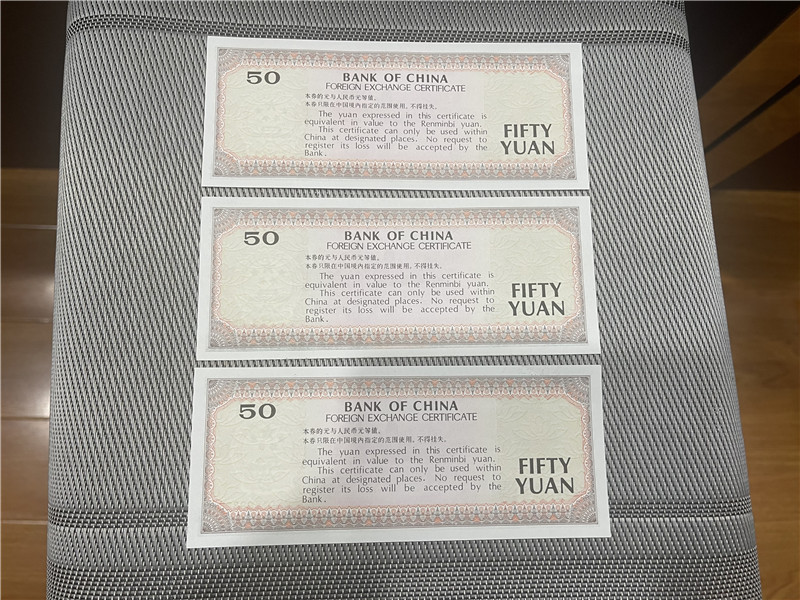 50
BANK OF CHINA
FOREIGN EXCHANGE CERTIFICATE
本券的元与人民币元等值。
本券只限在中国境内指定的范围使用，不得挂失。
The yuan expressed in this certificate is
equivalent in value to the Renminbi yuan.
This certificate can only be used within
China at designated places. No request to
register its loss will be accepted by the
Bank.
FIFTY
YUAN
50
BANK OF CHINA
FOREIGN EXCHANGE CERTIFICATE
本券的元与人民币元等值。
本券只限在中国境内指定的范围使用，不得挂失。
The yuan expressed in this certificate is
equivalent in value to the Renminbi yuan.
This certificate can only be used within
China at designated places. No request to
register its loss will be accepted by the
Bank.
FIFTY
YUAN
50
BANK OF CHINA
FOREIGN EXCHANGE CERTIFICATE
本券的元与人民币元等值。
本券只限在中国境内指定的范围使用，不得挂失。
The yuan expressed in this certificate is
equivalent in value to the Renminbi yuan.
This certificate can only be used within
China at designated places. No request to
register its loss will be accepted by the
Bank.
FIFTY
YUAN